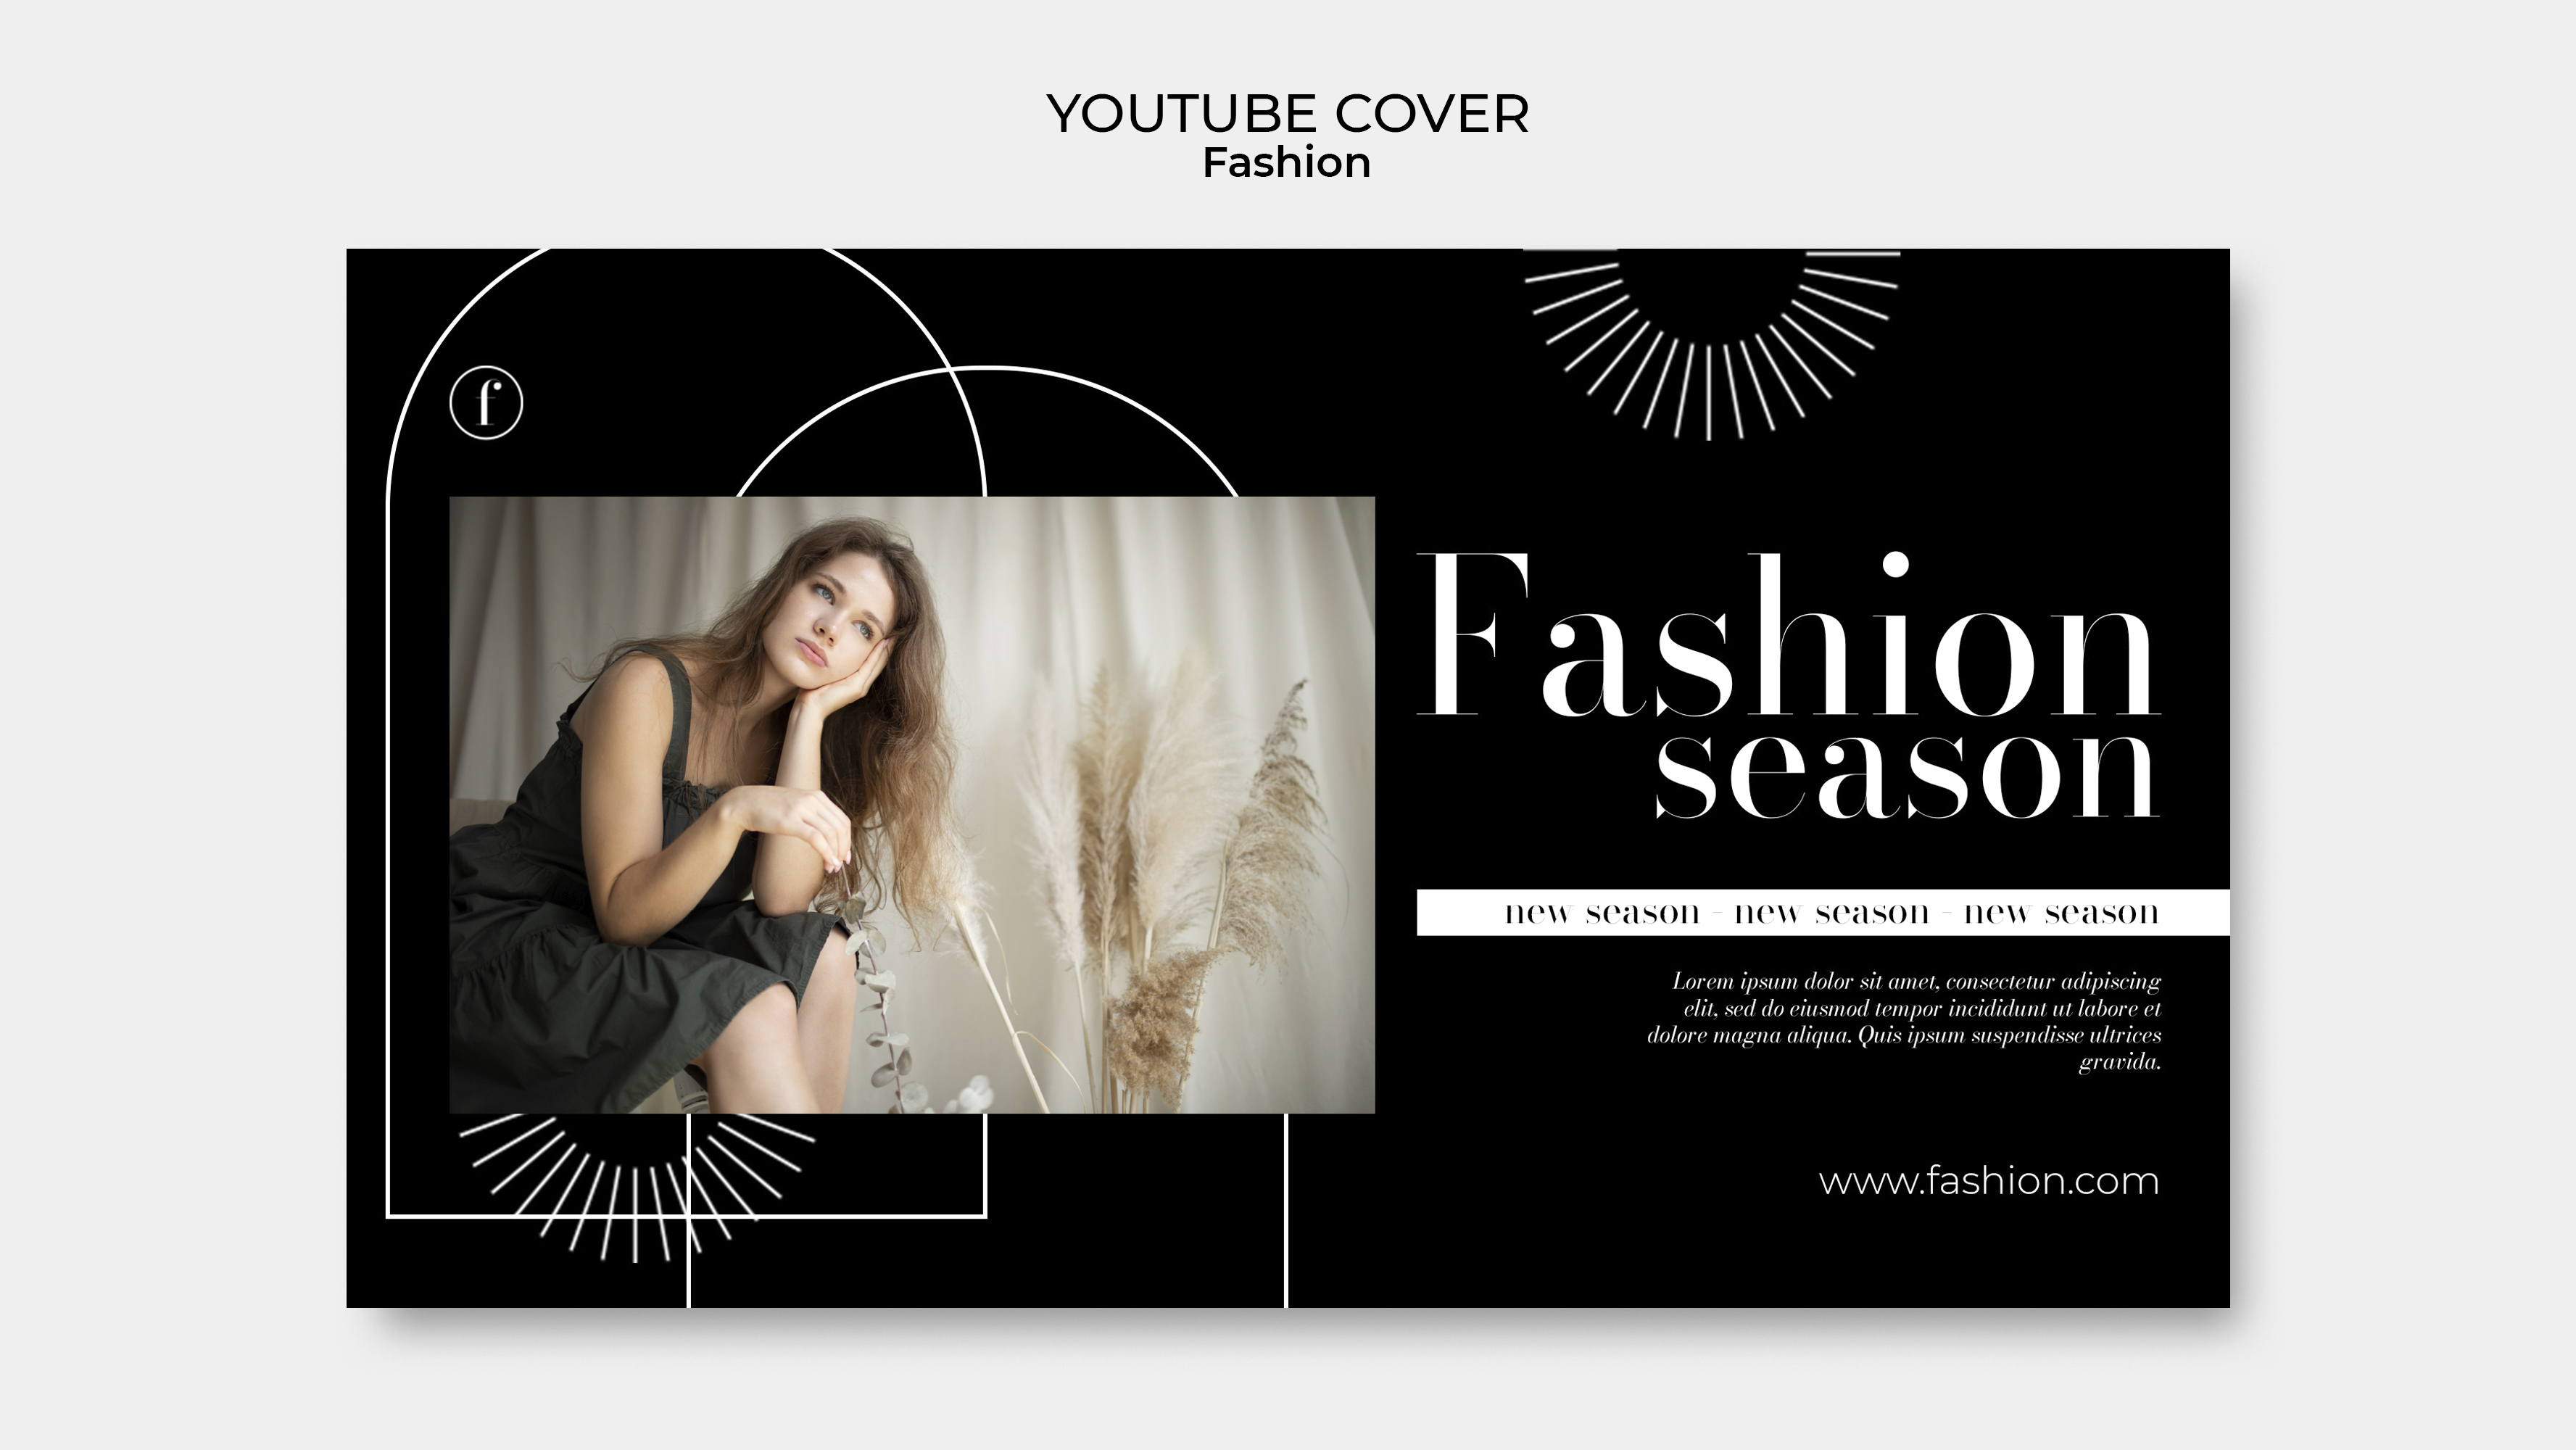 YOUTUBE COVER
Fashion
f
Fashion
season
new season - new season - new season
Lorem ipsum dolor sit amet, consectetur adipiscing
elit, sed do eiusmod tempor incididunt ut labore et
dolore magna aliqua. Quis ipsum suspendisse ultrices
gravida.
www.fashion.com